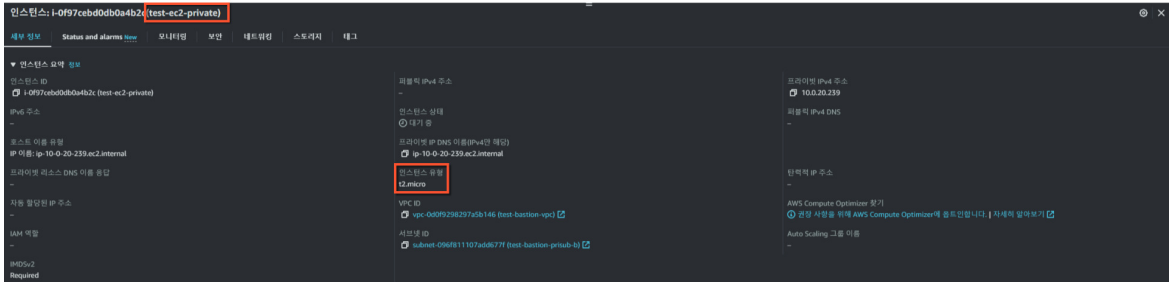 인스턴스: i-0f97cebd0db0a4b2c (test-ec2-private)
세부 정보 Status and alarms New 모니터링 보안 네트워킹 스토리지 태그
▼ 인스턴스 요약 정보
인스턴스 ID
i-0f97cebd0db0a4b2c (test-ec2-private)
퍼블릭 IPv4 주소
–
프라이빗 IPv4 주소
10.0.20.239
IPv6 주소
–
인스턴스 상태
대기 중
퍼블릭 IPv4 DNS
–
호스트 이름 유형
IP 이름: ip-10-0-20-239.ec2.internal
프라이빗 IP DNS 이름(IPv4만 해당)
ip-10-0-20-239.ec2.internal
프라이빗 리소스 DNS 이름 응답
–
인스턴스 유형
t2.micro
탄력적 IP 주소
–
자동 할당된 IP 주소
–
VPC ID
vpc-0d0f9298297a5b146 (test-bastion-vpc)
AWS Compute Optimizer 찾기
권장 사항을 위해 AWS Compute Optimizer에 옵트인합니다. | 자세히 알아보기
IAM 역할
–
서브넷 ID
subnet-096f811107add677f (test-bastion-prisub-b)
Auto Scaling 그룹 이름
–
IMDSv2
Required